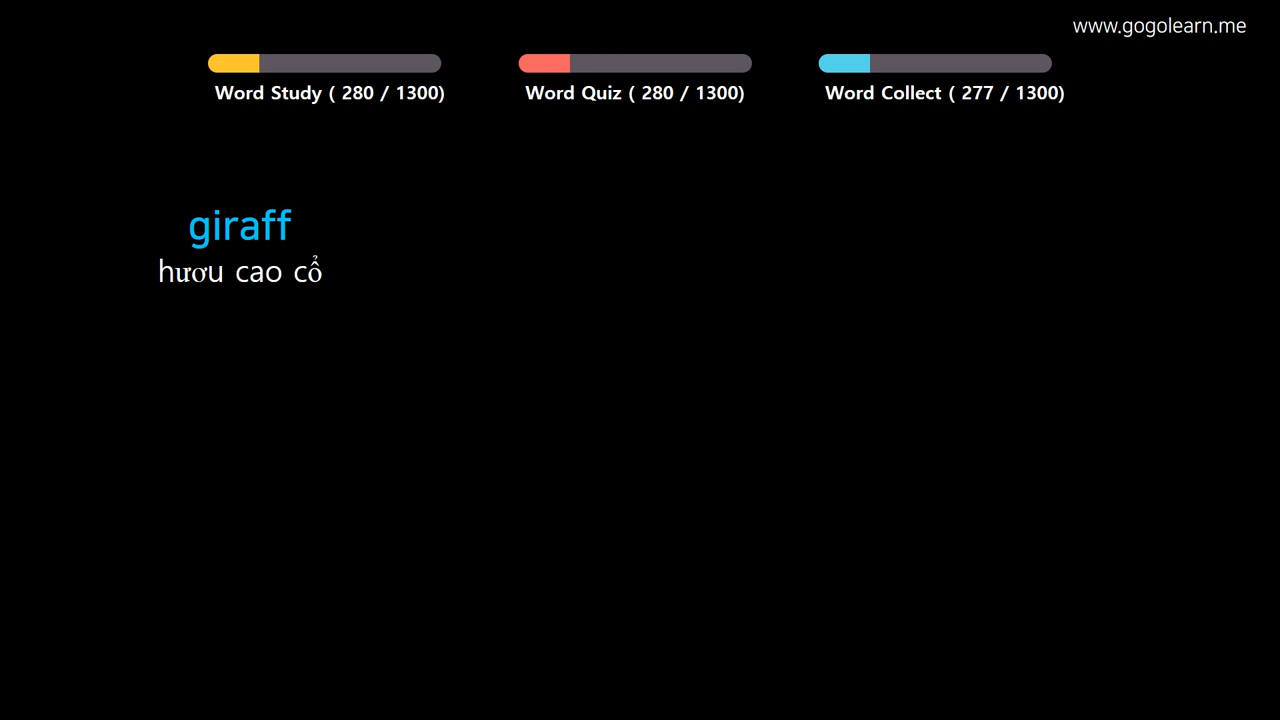 www.gogolearn.me
Word Study ( 280 / 1300)
Word Quiz ( 280 / 1300)
Word Collect ( 277 / 1300)
giraff
hươu cao cổ